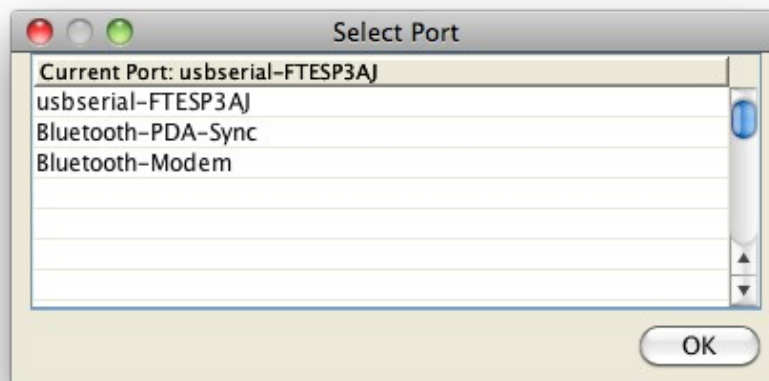 Select Port
Current Port: usbserial-FTESP3AJ
usbserial-FTESP3AJ
Bluetooth-PDA-Sync
Bluetooth-Modem
OK